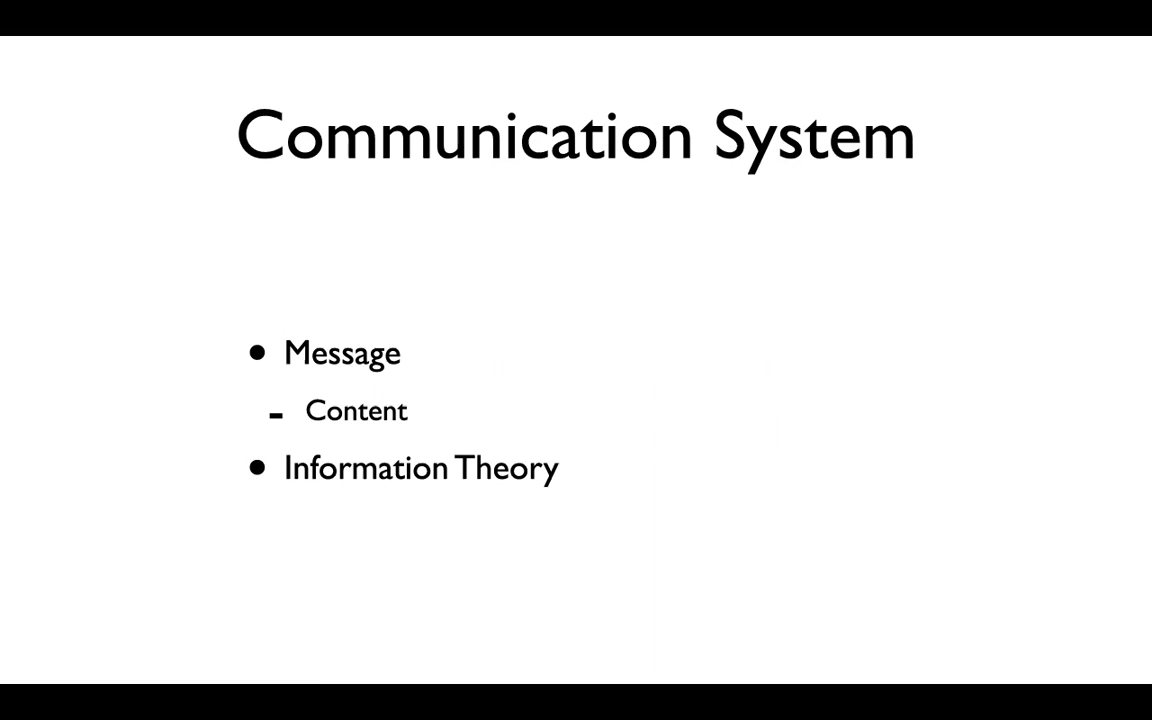 Communication System
• Message
- Content
• Information Theory